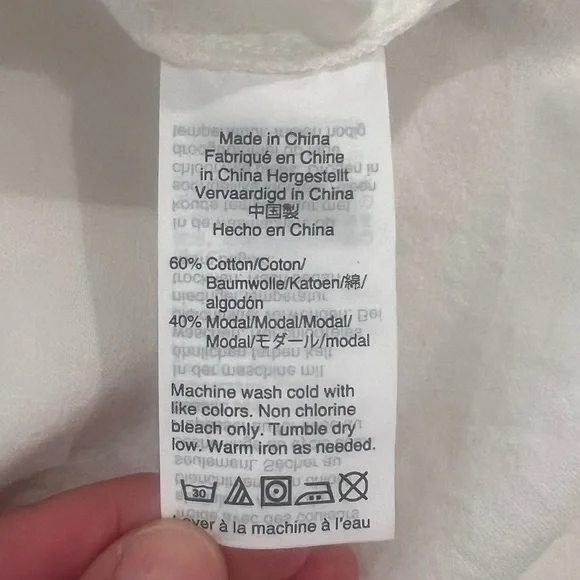 Made in China
Fabriqué en Chine
in China Hergestellt
Vervaardigd in China
中国製
Hecho en China
60% Cotton/Coton/
Baumwolle/Katoen/綿/
algodón
40% Modal/Modal/Modal/
Modal/モダール/modal
Machine wash cold with
like colors. Non chlorine
bleach only. Tumble dry
low. Warm iron as needed.
30
à la machine à l'eau